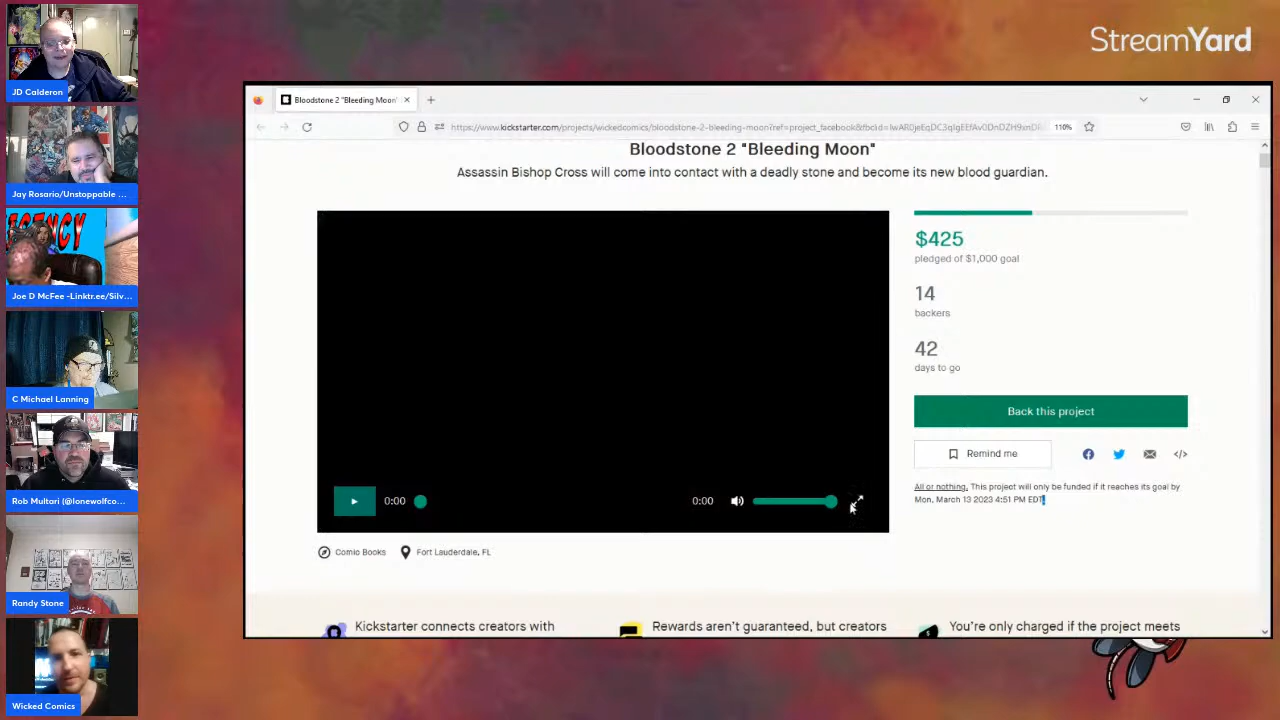 StreamYard
JD Calderon
Jay Rosario/Unstoppable ...
Joe D McFee -Linktr.ee/Silv...
C Michael Lanning
Rob Multari (@lonewolfco...
Randy Stone
Wicked Comics
Bloodstone 2 "Bleeding Moon"
110%
Bloodstone 2 "Bleeding Moon"
Assassin Bishop Cross will come into contact with a deadly stone and become its new blood guardian.
$425
pledged of $1,000 goal
14
backers
42
days to go
Back this project
Remind me
All or nothing. This project will only be funded if it reaches its goal by
Mon, March 13 2023 4:51 PM EDT.
0:00
0:00
Comic Books
Fort Lauderdale, FL
Kickstarter connects creators with
Rewards aren't guaranteed, but creators
You're only charged if the project meets